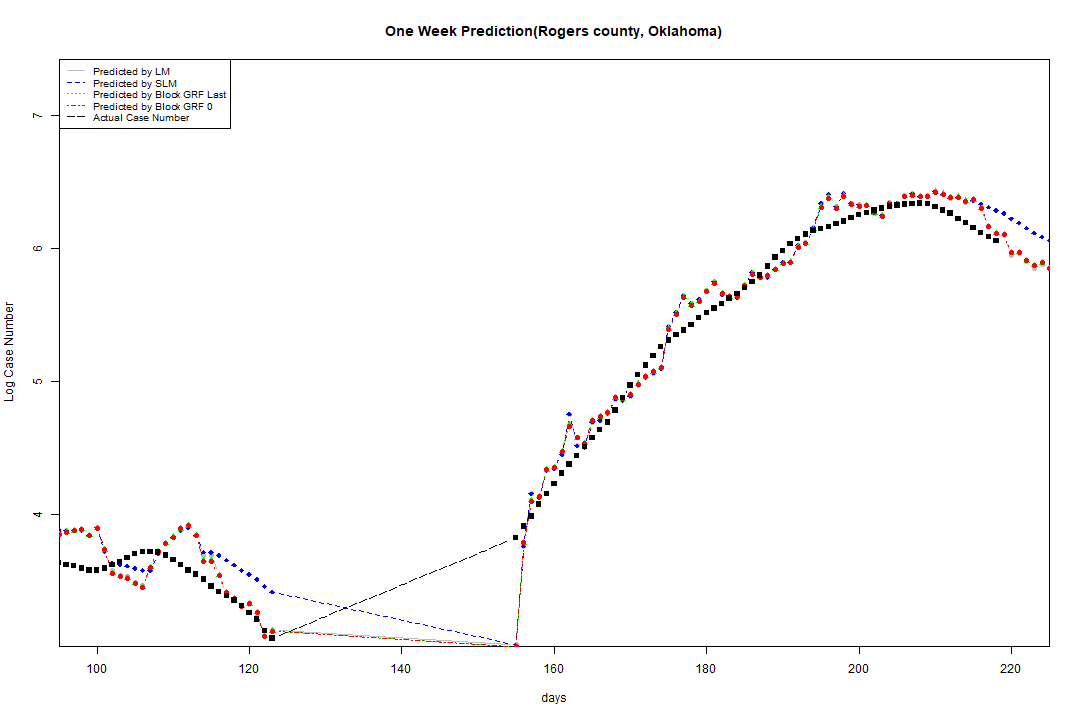 One Week Prediction(Rogers county, Oklahoma)
Predicted by LM
Predicted by SLM
Predicted by Block GRF Last
Predicted by Block GRF 0
Actual Case Number
7
6
5
4
Log Case Number
100 120 140 160 180 200 220
days